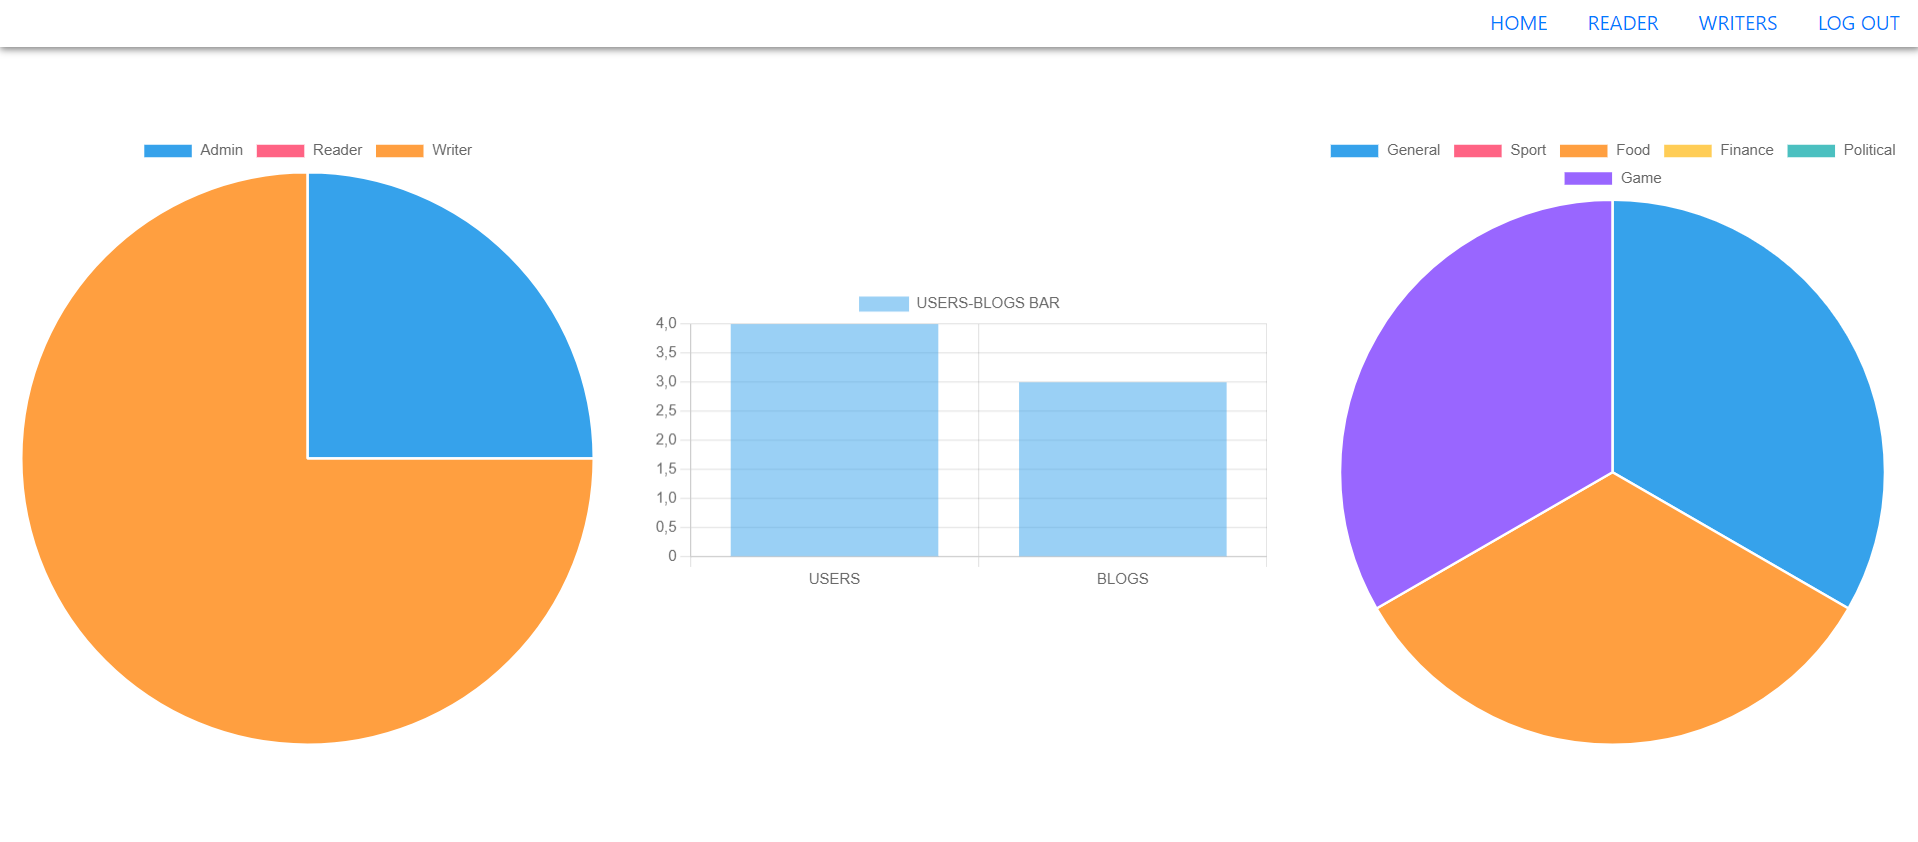 HOME READER WRITERS LOG OUT
Admin Reader Writer
USERS-BLOGS BAR
4,0
3,5
3,0
2,5
2,0
1,5
1,0
0,5
0
USERS BLOGS
General Sport Food Finance Political
Game